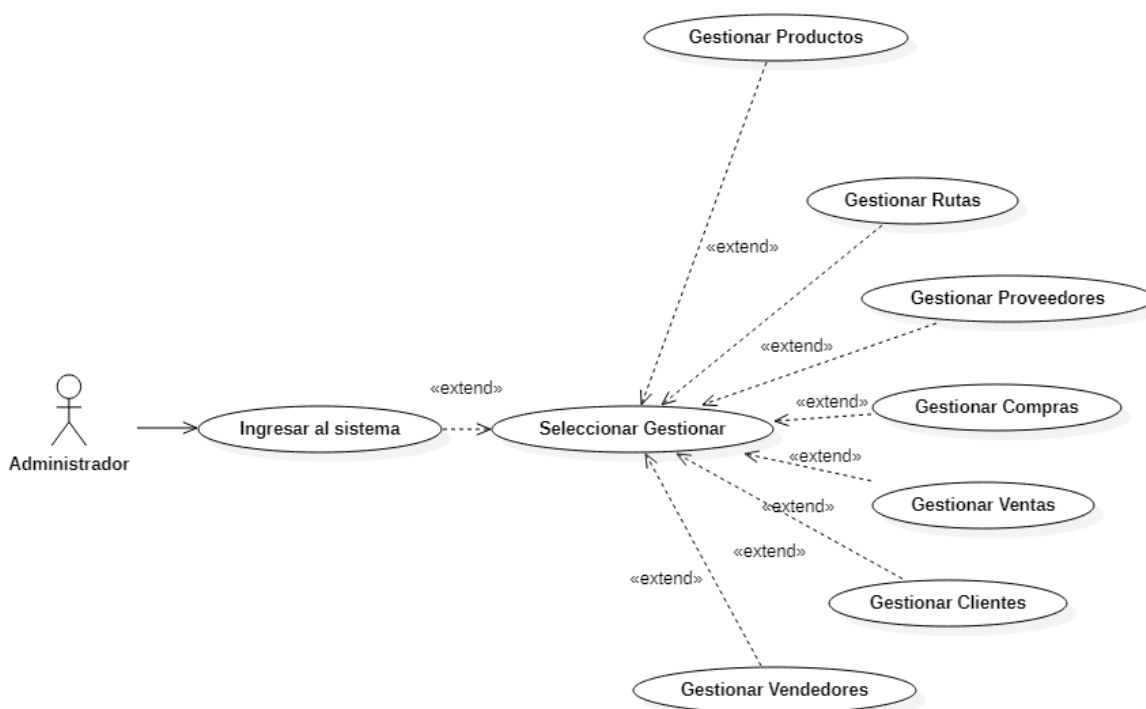 Gestionar Productos
Gestionar Rutas
«extend»
Gestionar Proveedores
«extend»
«extend»
«extend»
Gestionar Compras
Ingresar al sistema
Seleccionar Gestionar
Administrador
«extend»
Gestionar Ventas
«extend»
«extend»
«extend»
Gestionar Clientes
Gestionar Vendedores